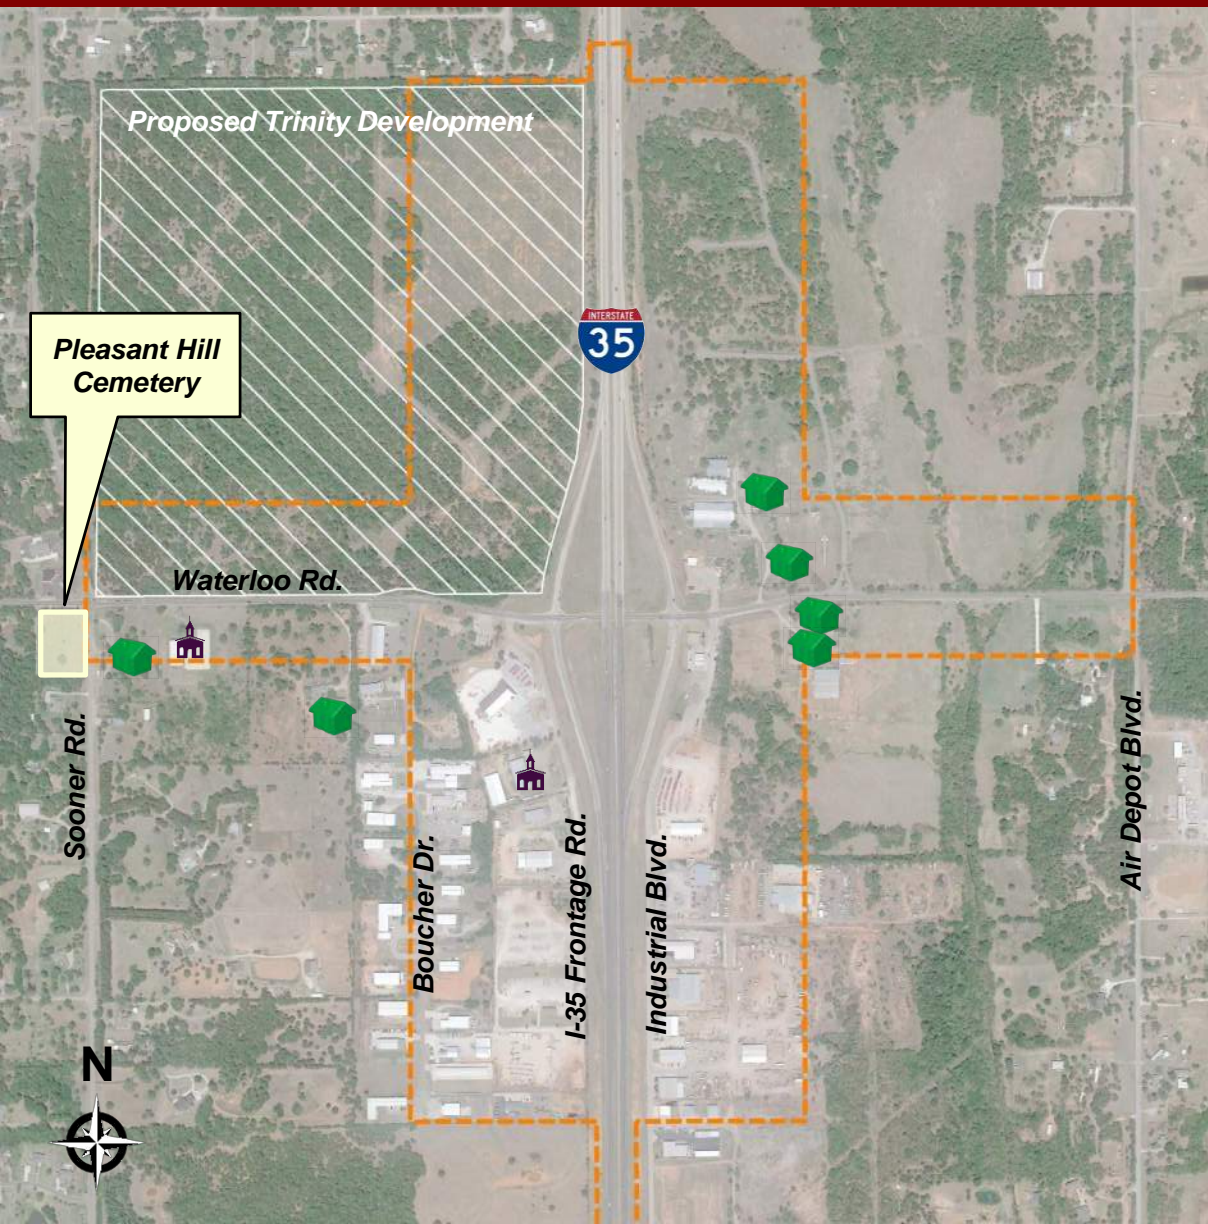 Proposed Trinity Development
INTERSTATE
35
Pleasant Hill
Cemetery
Waterloo Rd.
Sooner Rd.
Boucher Dr.
I-35 Frontage Rd.
Industrial Blvd.
Air Depot Blvd.
N